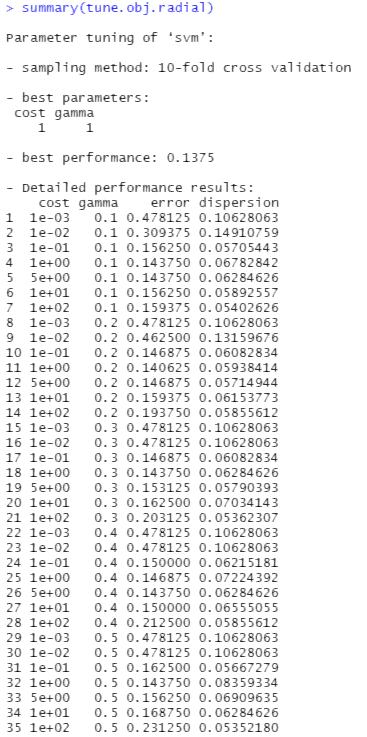 > summary(tune.obj.radial)
Parameter tuning of ‘svm’:
- sampling method: 10-fold cross validation
- best parameters:
cost gamma
1 1
- best performance: 0.1375
- Detailed performance results:
cost gamma error dispersion
1 1e-03 0.1 0.478125 0.10628063
2 1e-02 0.1 0.309375 0.14910759
3 1e-01 0.1 0.156250 0.05705443
4 1e+00 0.1 0.143750 0.06782842
5 5e+00 0.1 0.143750 0.06284626
6 1e+01 0.1 0.156250 0.05892557
7 1e+02 0.1 0.159375 0.05402626
8 1e-03 0.2 0.478125 0.10628063
9 1e-02 0.2 0.462500 0.13159676
10 1e-01 0.2 0.146875 0.06082834
11 1e+00 0.2 0.140625 0.05938414
12 5e+00 0.2 0.146875 0.05714944
13 1e+01 0.2 0.159375 0.06153773
14 1e+02 0.2 0.193750 0.05855612
15 1e-03 0.3 0.478125 0.10628063
16 1e-02 0.3 0.478125 0.10628063
17 1e-01 0.3 0.146875 0.06082834
18 1e+00 0.3 0.143750 0.06284626
19 5e+00 0.3 0.153125 0.05790393
20 1e+01 0.3 0.162500 0.07034143
21 1e+02 0.3 0.203125 0.05362307
22 1e-03 0.4 0.478125 0.10628063
23 1e-02 0.4 0.478125 0.10628063
24 1e-01 0.4 0.150000 0.06215181
25 1e+00 0.4 0.146875 0.07224392
26 5e+00 0.4 0.143750 0.06284626
27 1e+01 0.4 0.150000 0.06555055
28 1e+02 0.4 0.212500 0.05855612
29 1e-03 0.5 0.478125 0.10628063
30 1e-02 0.5 0.478125 0.10628063
31 1e-01 0.5 0.162500 0.05667279
32 1e+00 0.5 0.143750 0.08359334
33 5e+00 0.5 0.156250 0.06909635
34 1e+01 0.5 0.168750 0.06284626
35 1e+02 0.5 0.231250 0.05352180